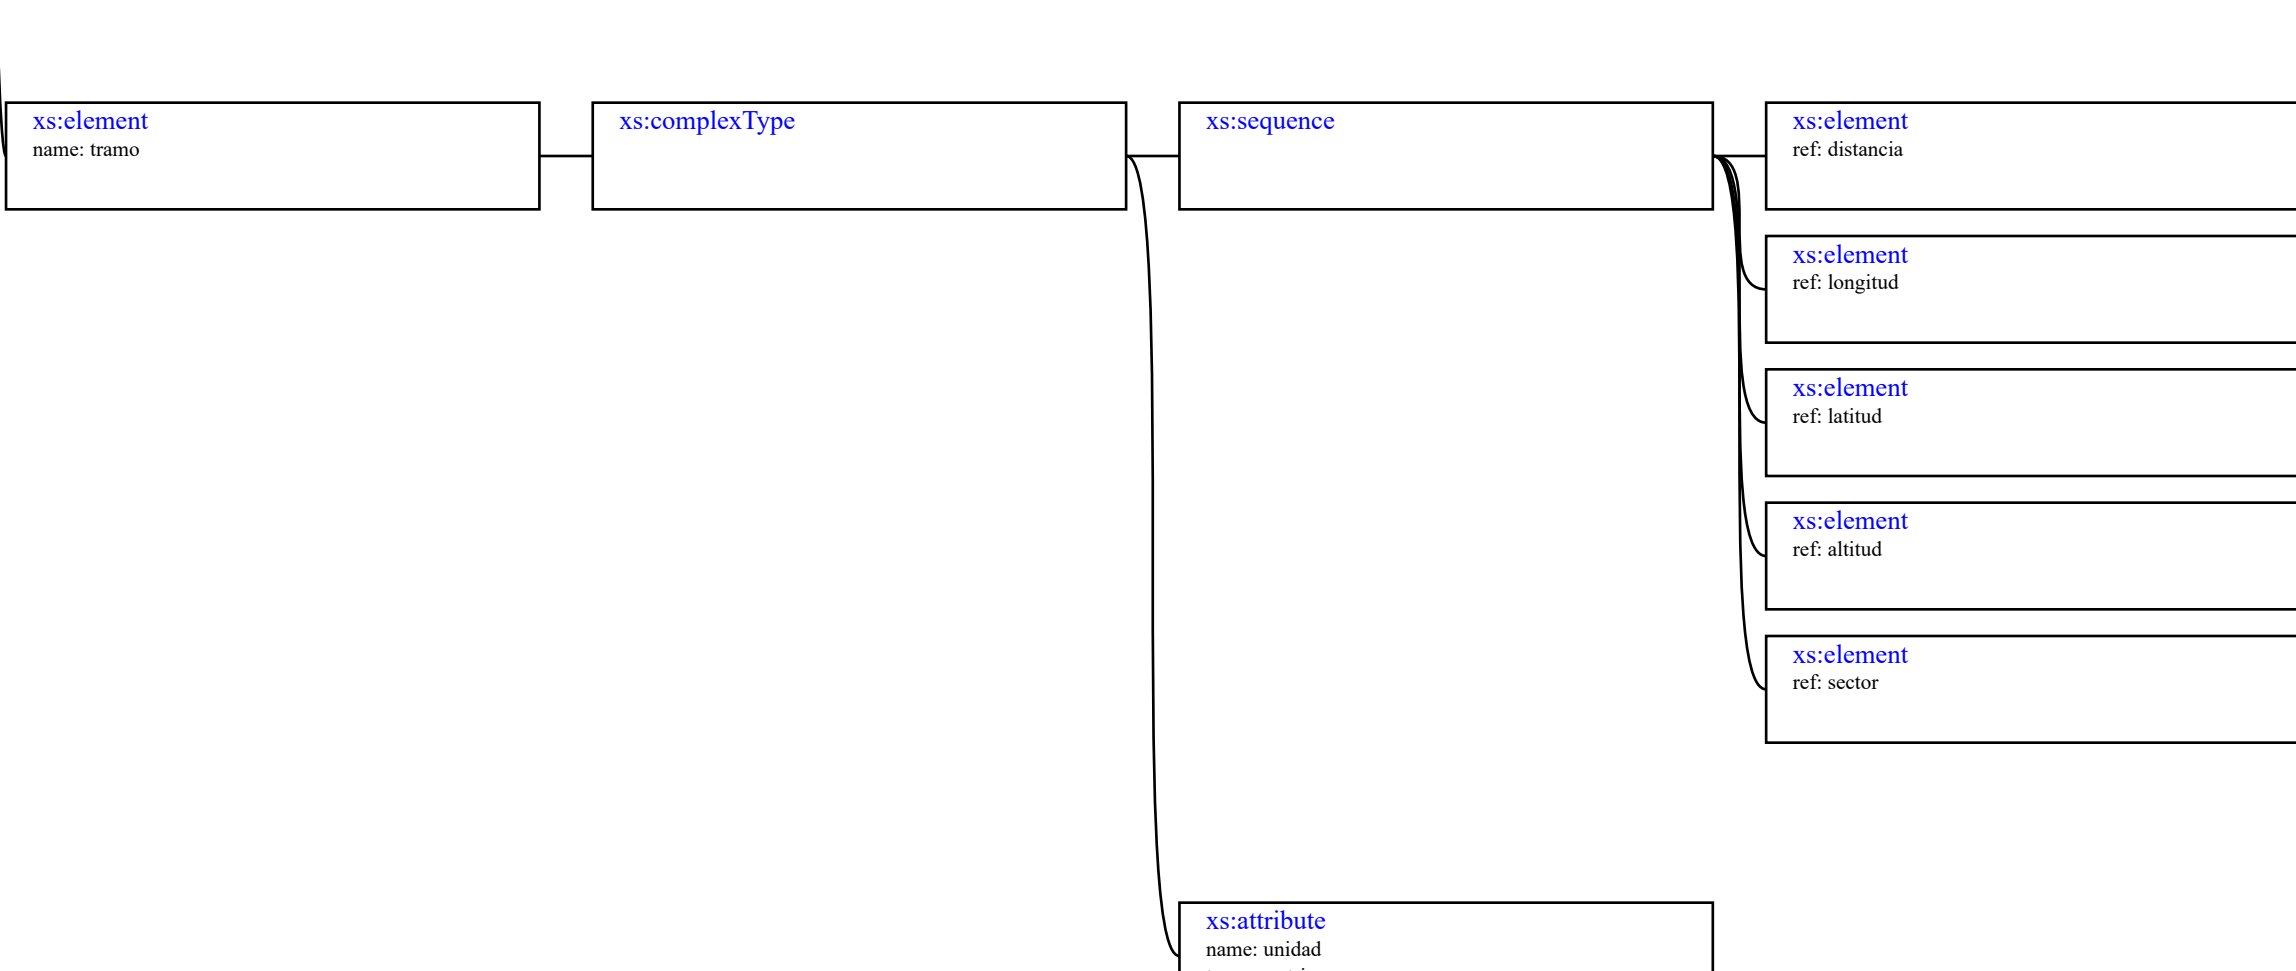 xs:element
name: tramo
xs:complexType
xs:sequence
xs:element
ref: distancia
xs:element
ref: longitud
xs:element
ref: latitud
xs:element
ref: altitud
xs:element
ref: sector
xs:attribute
name: unidad